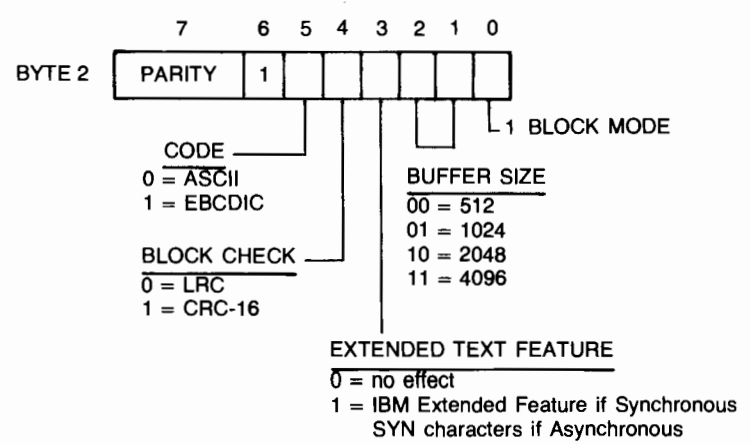 7 6 5 4 3 2 1 0
BYTE 2 PARITY 1
1 BLOCK MODE
CODE
0 = ASCII
1 = EBCDIC
BUFFER SIZE
00 = 512
01 = 1024
10 = 2048
11 = 4096
BLOCK CHECK
0 = LRC
1 = CRC-16
EXTENDED TEXT FEATURE
0 = no effect
1 = IBM Extended Feature if Synchronous
SYN characters if Asynchronous